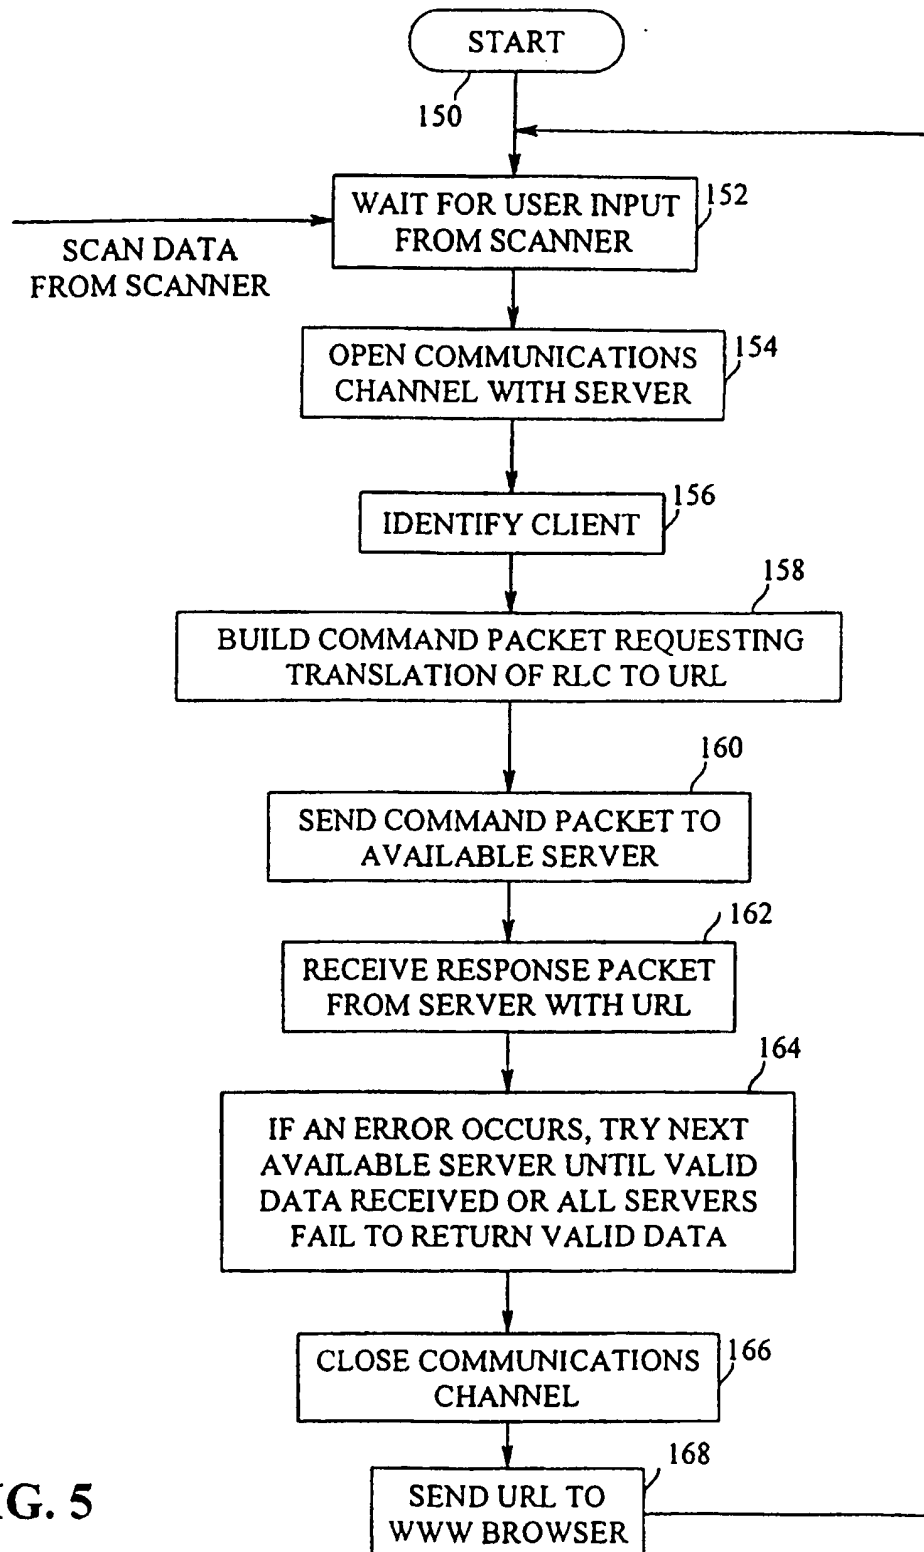 START
150
WAIT FOR USER INPUT
FROM SCANNER
152
SCAN DATA
FROM SCANNER
OPEN COMMUNICATIONS
CHANNEL WITH SERVER
154
IDENTIFY CLIENT
156
158
BUILD COMMAND PACKET REQUESTING
TRANSLATION OF RLC TO URL
160
SEND COMMAND PACKET TO
AVAILABLE SERVER
162
RECEIVE RESPONSE PACKET
FROM SERVER WITH URL
164
IF AN ERROR OCCURS, TRY NEXT
AVAILABLE SERVER UNTIL VALID
DATA RECEIVED OR ALL SERVERS
FAIL TO RETURN VALID DATA
CLOSE COMMUNICATIONS
CHANNEL
166
168
SEND URL TO
WWW BROWSER
G. 5